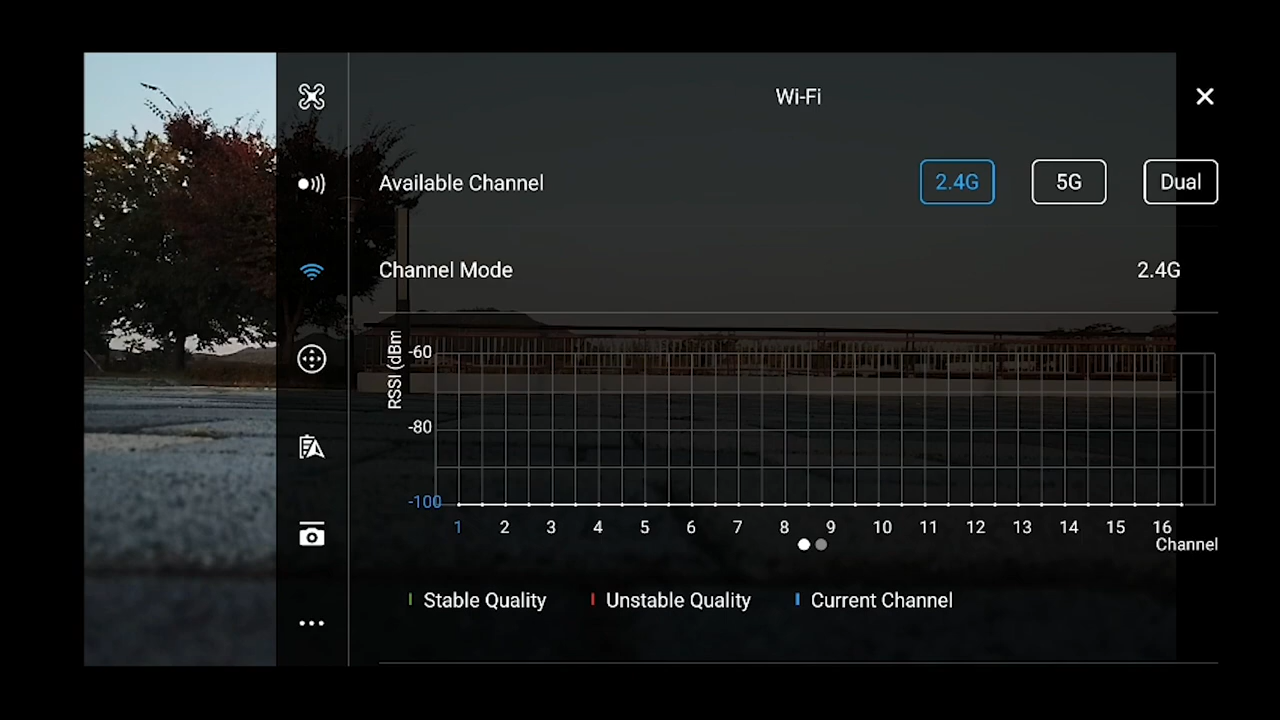 Wi-Fi
Available Channel 2.4G 5G Dual
Channel Mode 2.4G
RSSI (dBm
-60
-80
-100
1 2 3 4 5 6 7 8 9 10 11 12 13 14 15 16
Channel
Stable Quality Unstable Quality Current Channel